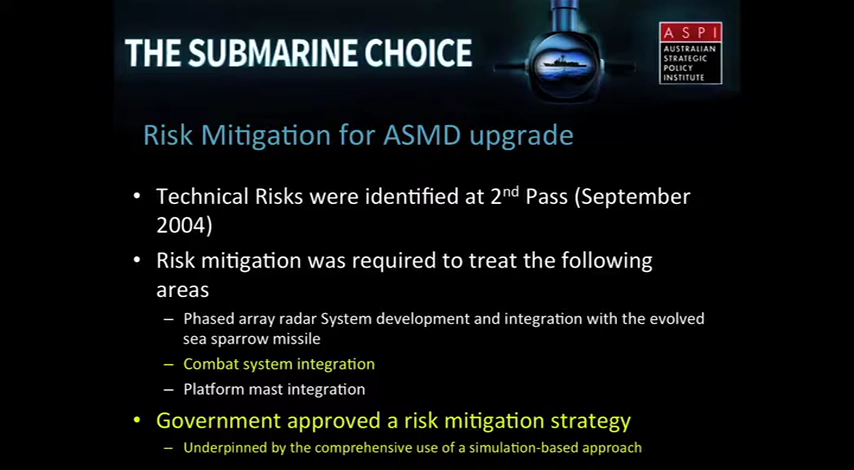 THE SUBMARINE CHOICE
ASPI
AUSTRALIAN
STRATEGIC
POLICY
INSTITUTE
Risk Mitigation for ASMD upgrade
• Technical Risks were identified at 2nd Pass (September
2004)
• Risk mitigation was required to treat the following
areas
– Phased array radar System development and integration with the evolved
sea sparrow missile
– Combat system integration
– Platform mast integration
• Government approved a risk mitigation strategy
– Underpinned by the comprehensive use of a simulation-based approach